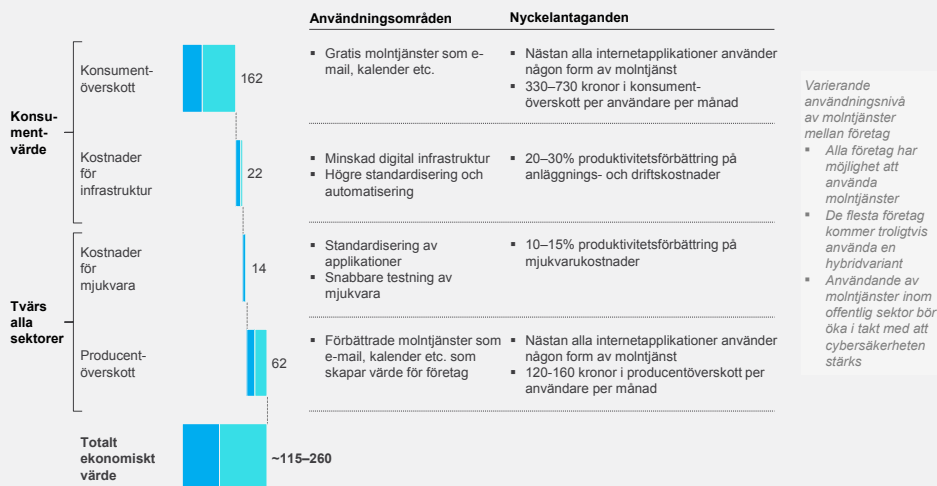 Användningsområden
Nyckelantaganden
Konsu-
ment-
värde
Konsument-
överskott
162
▪ Gratis molntjänster som e-
mail, kalender etc.
▪ Nästan alla internetapplikationer använder
någon form av molntjänst
▪ 330–730 kronor i konsument-
överskott per användare per månad
Kostnader
för
infrastruktur
22
▪ Minskad digital infrastruktur
▪ Högre standardisering och
automatisering
▪ 20–30% produktivitetsförbättring på
anläggnings- och driftskostnader
Tvärs
alla
sektorer
Kostnader
för
mjukvara
14
▪ Standardisering av
applikationer
▪ Snabbare testning av
mjukvara
▪ 10–15% produktivitetsförbättring på
mjukvarukostnader
Producent-
överskott
62
▪ Förbättrade molntjänster som
e-mail, kalender etc. som
skapar värde för företag
▪ Nästan alla internetapplikationer använder
någon form av molntjänst
▪ 120-160 kronor i producentöverskott per
användare per månad
Totalt
ekonomiskt
värde
~115–260
Varierande
användningsnivå
av molntjänster
mellan företag
▪ Alla företag har
möjlighet att
använda
molntjänster
▪ De flesta företag
kommer troligtvis
använda en
hybridvariant
▪ Användande av
molntjänster inom
offentlig sektor bör
öka i takt med att
cybersäkerheten
stärks